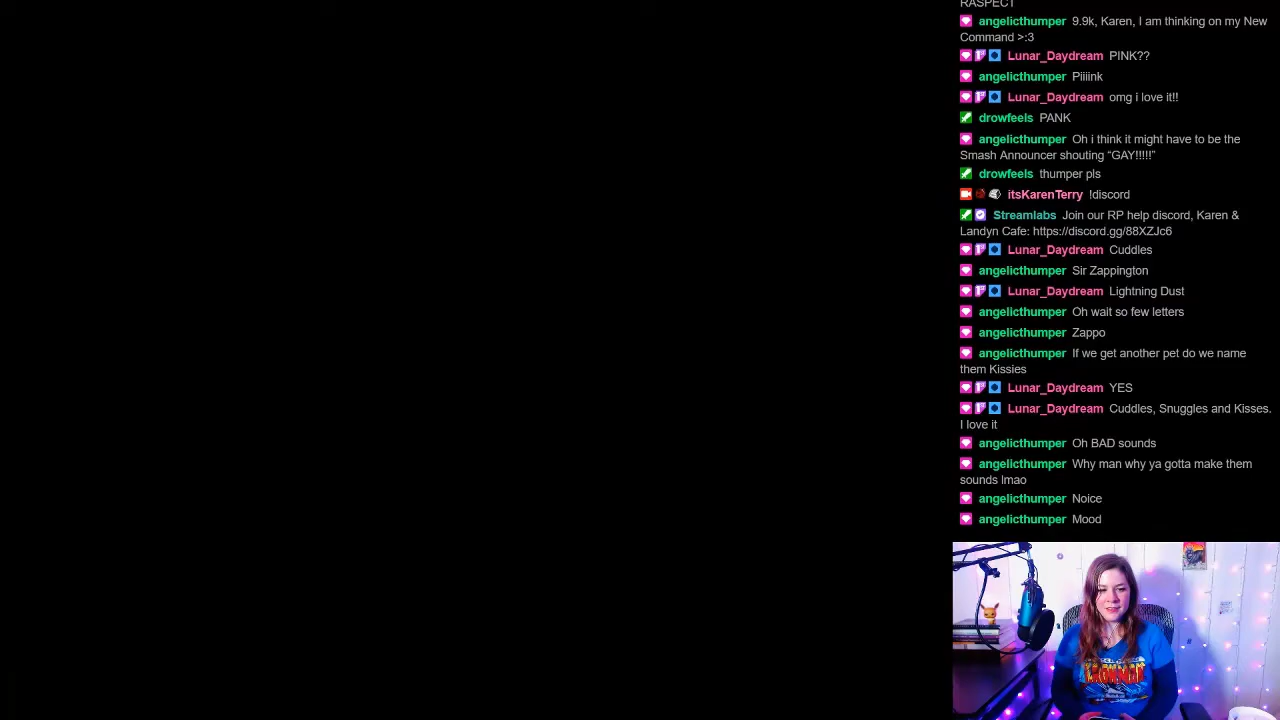 RASPECT
angelicthumper 9.9k, Karen, I am thinking on my New
Command >:3
Lunar_Daydream PINK??
angelicthumper Piiiink
Lunar_Daydream omg i love it!!
drowfeels PANK
angelicthumper Oh i think it might have to be the
Smash Announcer shouting “GAY!!!!!”
drowfeels thumper pls
itsKarenTerry !discord
Streamlabs Join our RP help discord, Karen &
Landyn Cafe: https://discord.gg/88XZJc6
Lunar_Daydream Cuddles
angelicthumper Sir Zappington
Lunar_Daydream Lightning Dust
angelicthumper Oh wait so few letters
angelicthumper Zappo
angelicthumper If we get another pet do we name
them Kissies
Lunar_Daydream YES
Lunar_Daydream Cuddles, Snuggles and Kisses.
I love it
angelicthumper Oh BAD sounds
angelicthumper Why man why ya gotta make them
sounds lmao
angelicthumper Noice
angelicthumper Mood